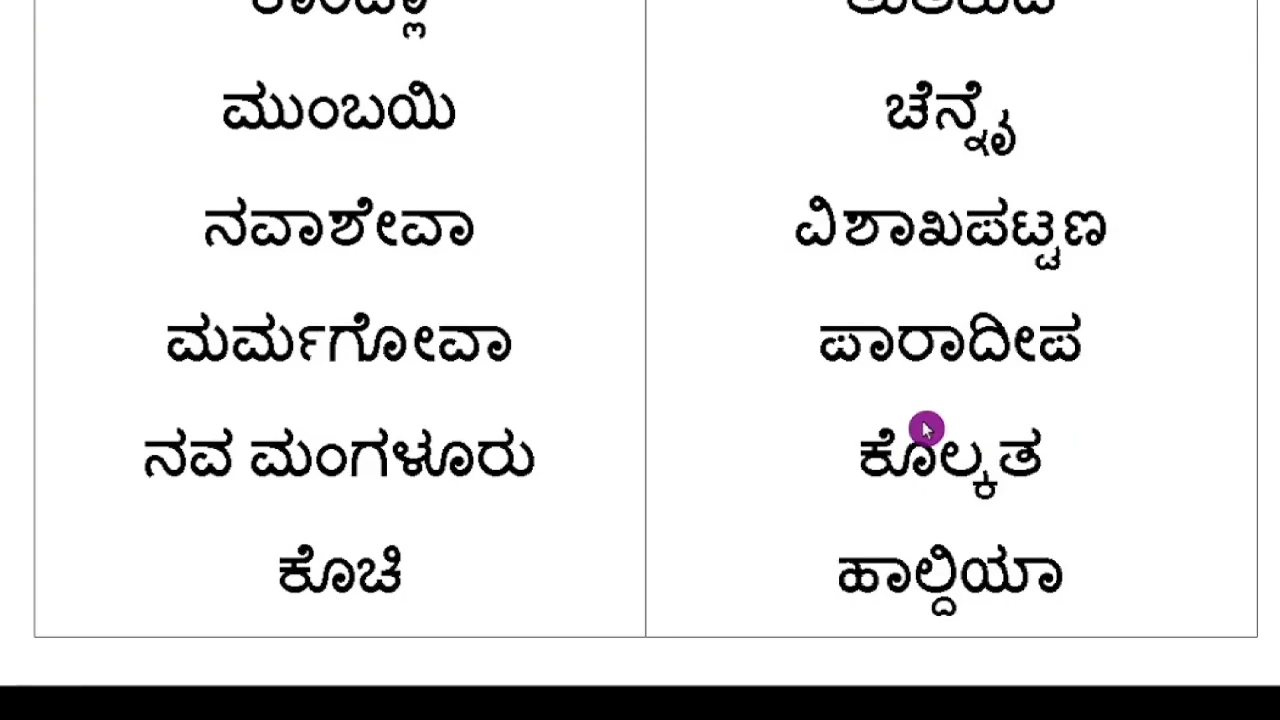 ಮುಂಬಯಿ ಚೆನ್ನೈ
ನವಾಶೇವಾ ವಿಶಾಖಪಟ್ಟಣ
ಮರ್ಮಗೋವಾ ಪಾರಾದೀಪ
ನವ ಮಂಗಳೂರು ಕೊಲ್ಕತ
ಕೊಚಿ ಹಾಲ್ದಿಯಾ